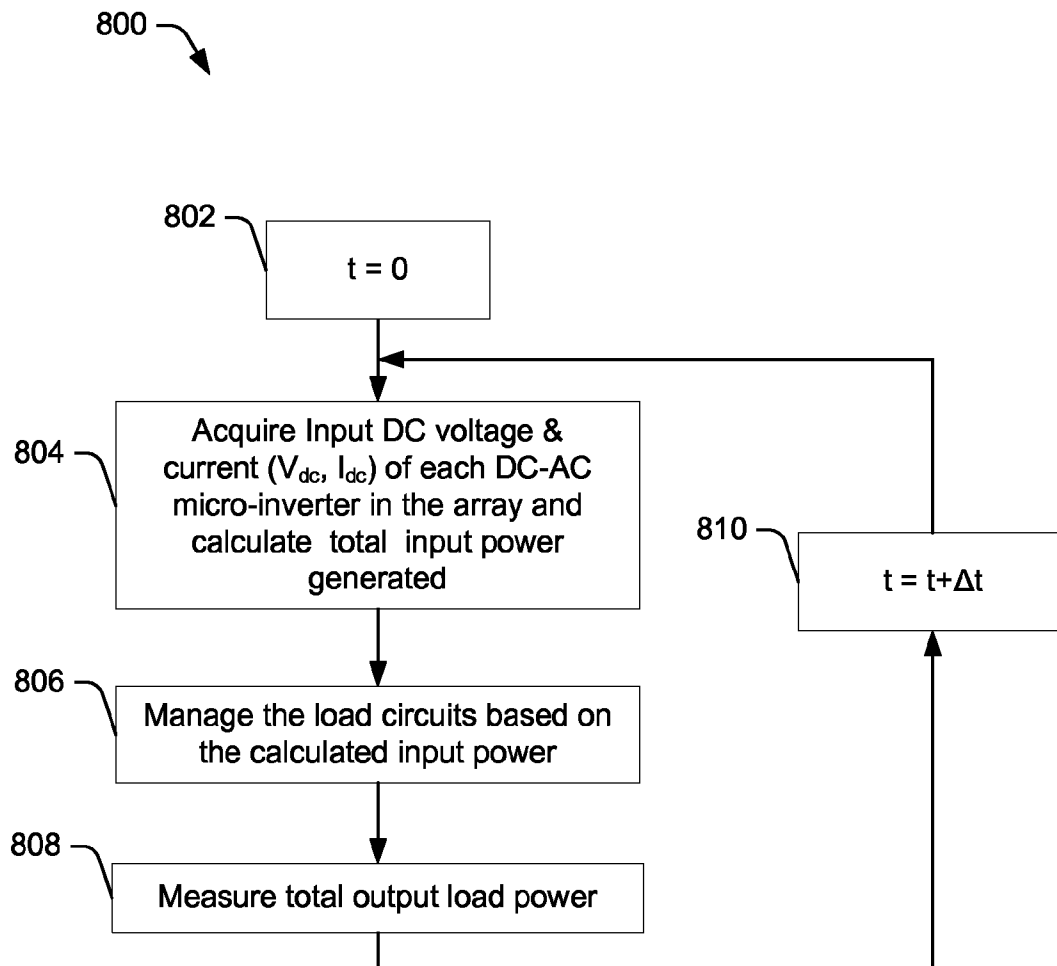 800
802
t = 0
804
Acquire Input DC voltage &
current (Vdc, Idc) of each DC-AC
micro-inverter in the array and
calculate total input power
generated
810
t = t+Δt
806
Manage the load circuits based on
the calculated input power
808
Measure total output load power